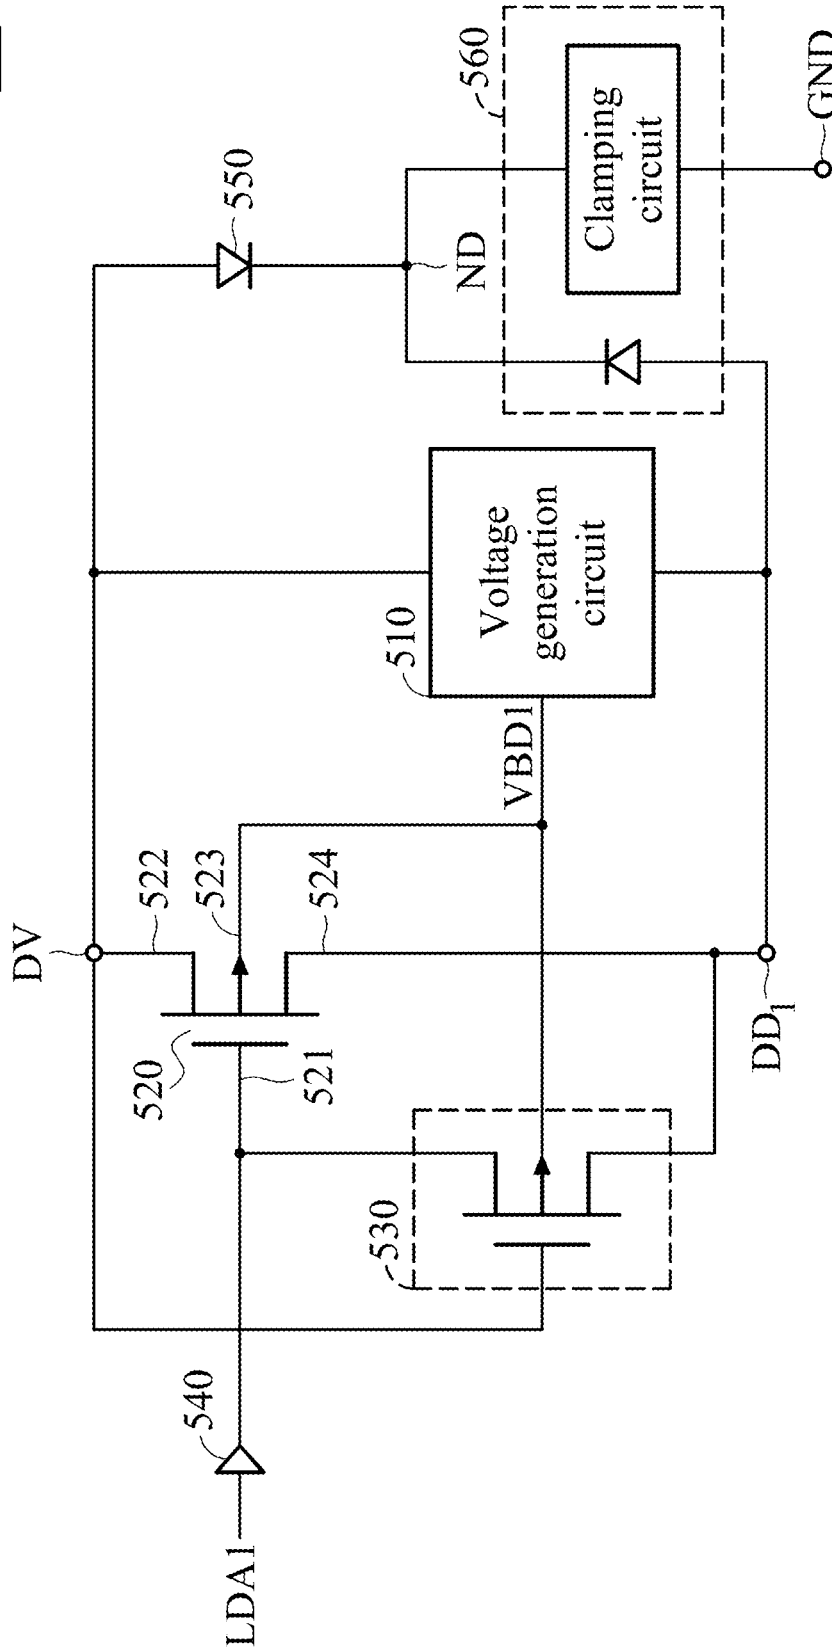 DV
522
523
524
520
521
DD1
530
540
LDA1
510
VBD1
Voltage
generation
circuit
550
ND
560
Clamping
circuit
GND